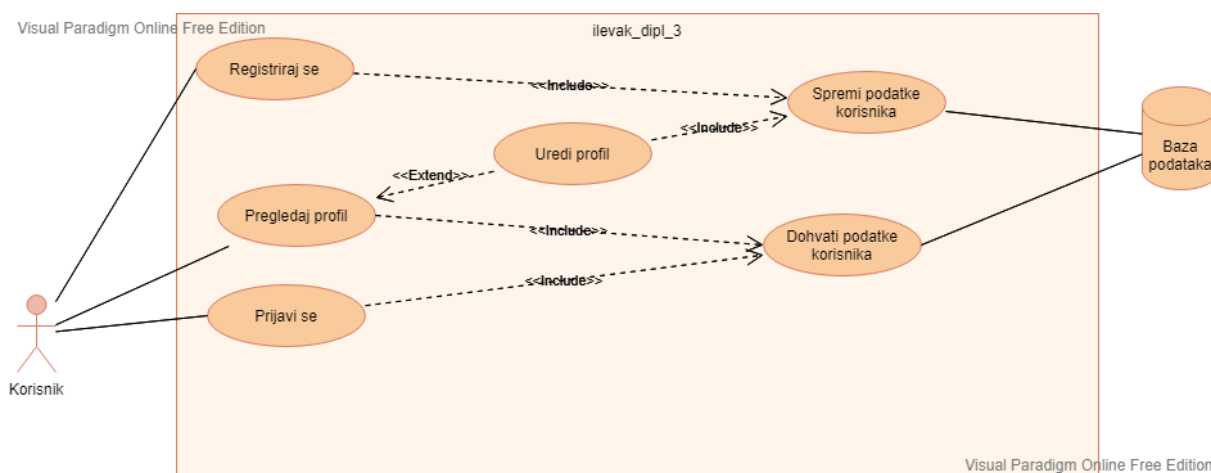 Visual Paradigm Online Free Edition
ilevak_dipl_3
Registriraj se
<<Include>>
Spremi podatke
korisnika
<<Include>>
Uredi profil
Baza
podataka
<<Extend>>
Pregledaj profil
<<Include>>
Dohvati podatke
korisnika
<<Include>>
Prijavi se
Korisnik
Visual Paradigm Online Free Edition